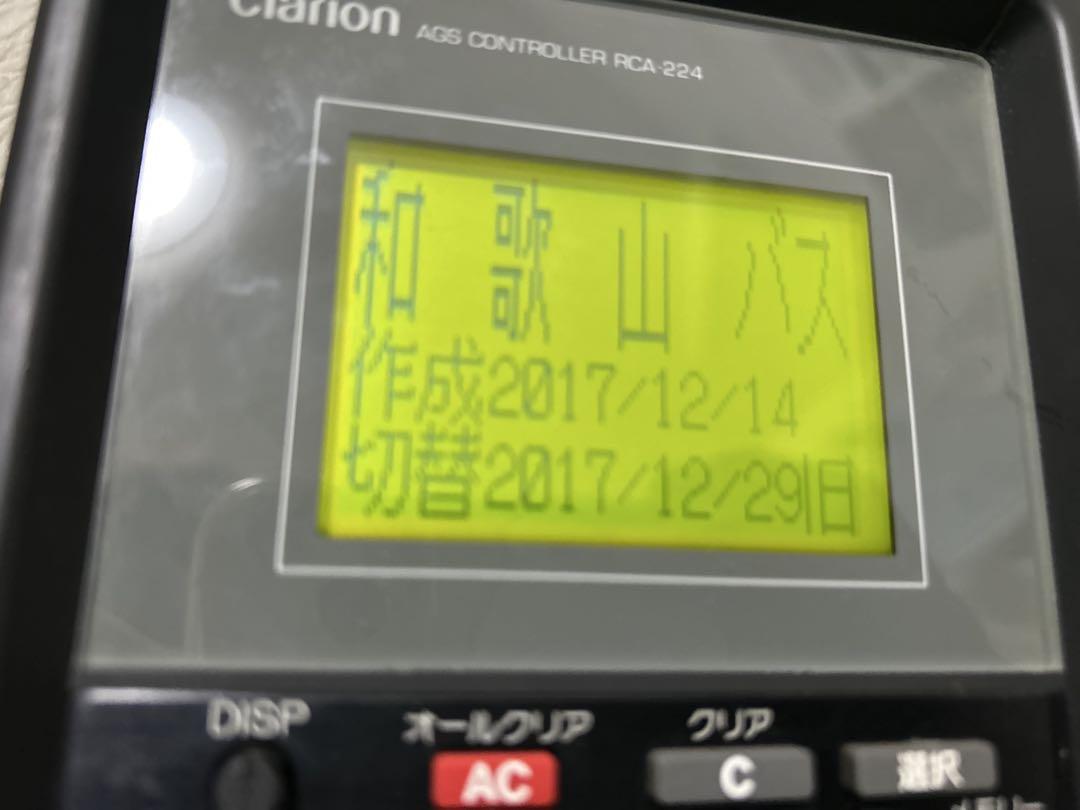 Clarion AGS CONTROLLER RCA-224
和歌山バス
作成2017/12/14
切替2017/12/29旧
DISP オールクリア クリア
AC C 選択